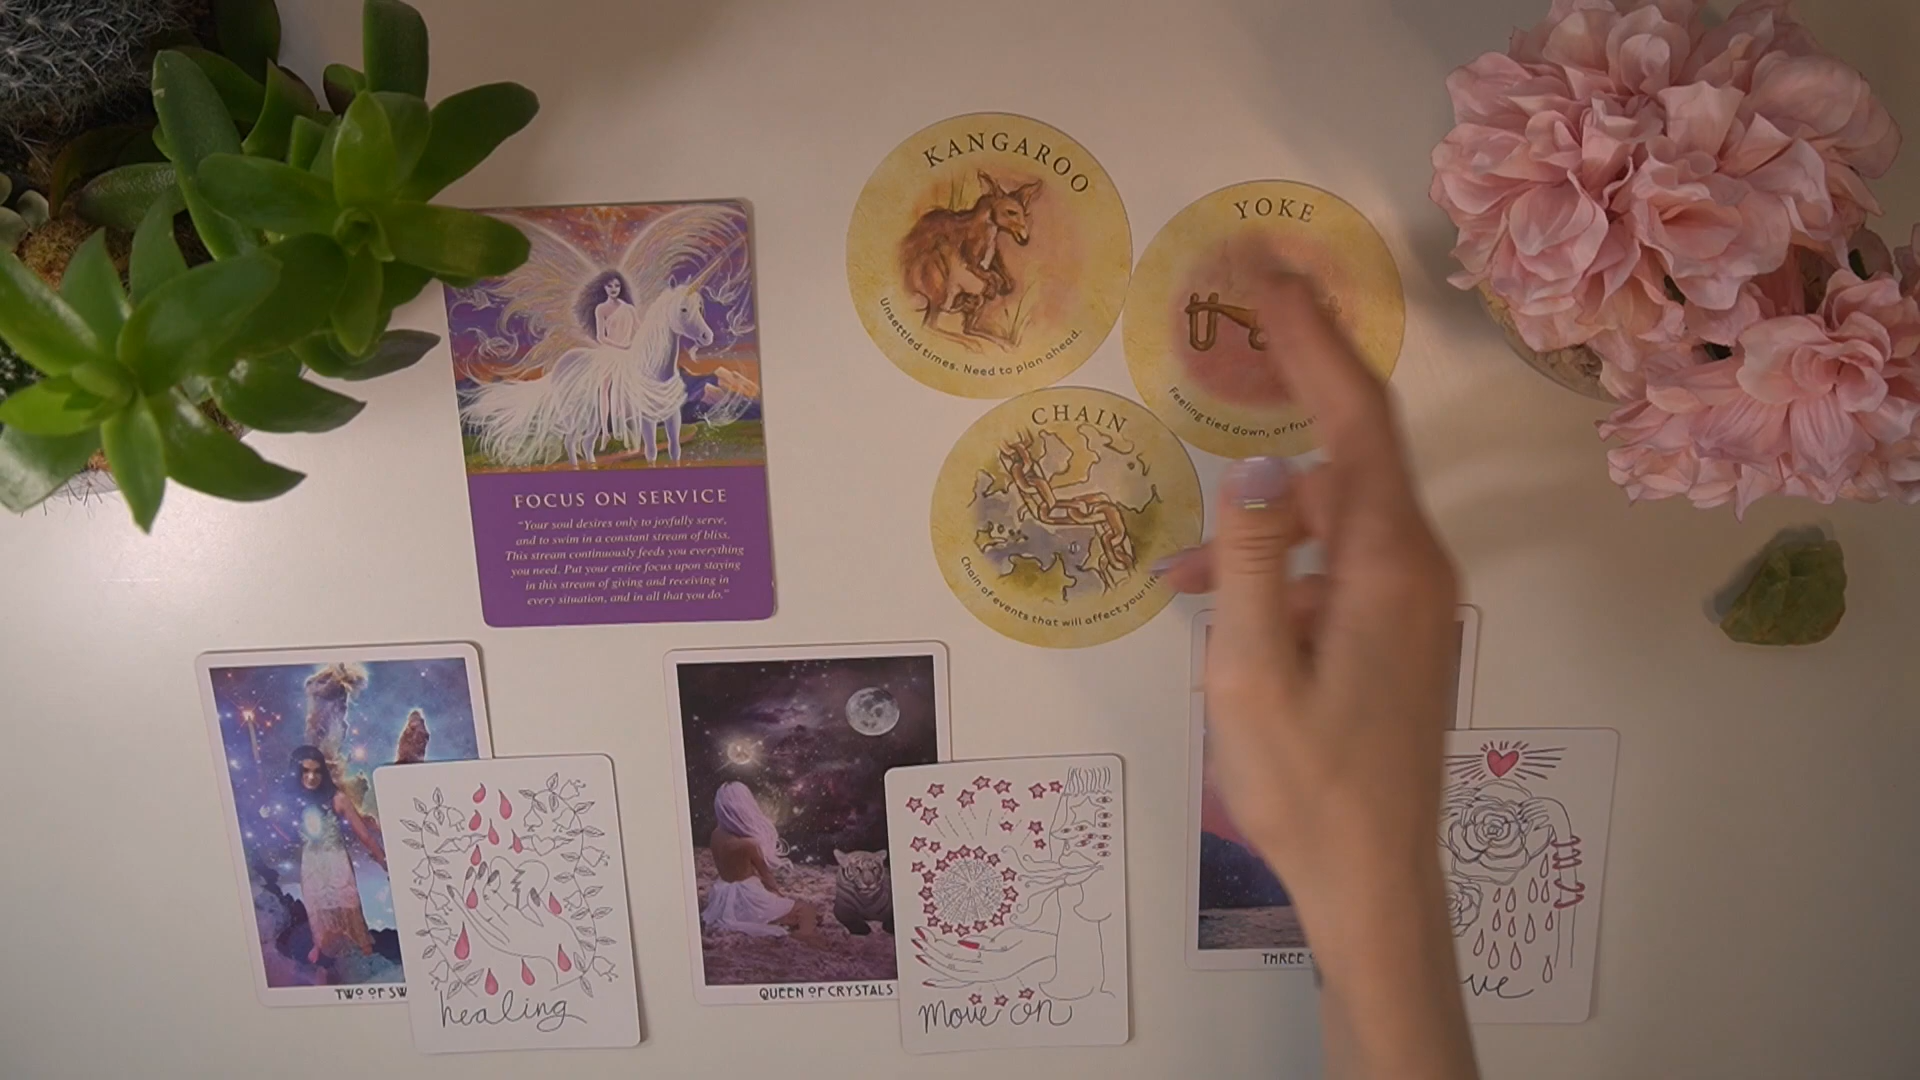 KANGAROO
Unsettled times. Need to plan ahead.
YOKE
Feeling tied down, or
CHAIN
Chain of events that will affect your life
FOCUS ON SERVICE
"Your soul desires only to joyfully serve,
and to swim in a constant stream of bliss.
This stream continuously feeds you everything
you need. Put your entire focus upon staying
in this stream of giving and receiving in
every situation, and in all that you do."
TWO OF
healing
QUEEN OF CRYSTALS
Move on
THREE